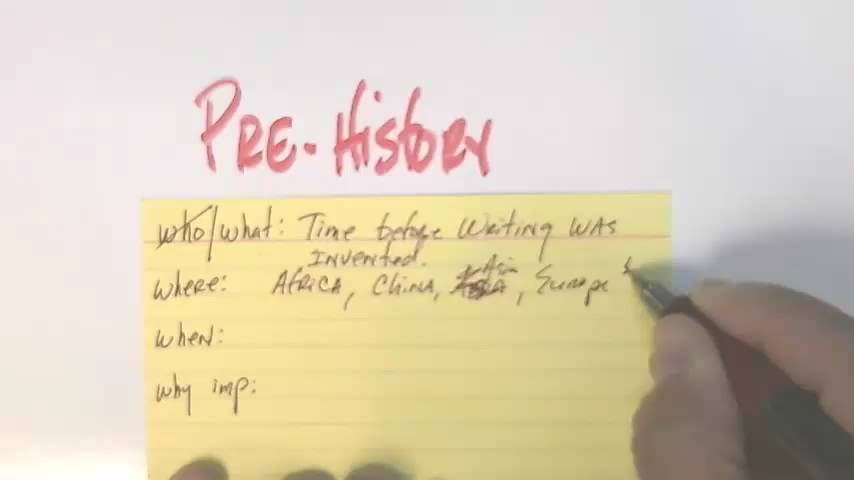 PRE-History
who/what: Time before Writing WAS
INVENTED.
where: AFRICA, CHINA, Asia, Europe
when:
why imp: